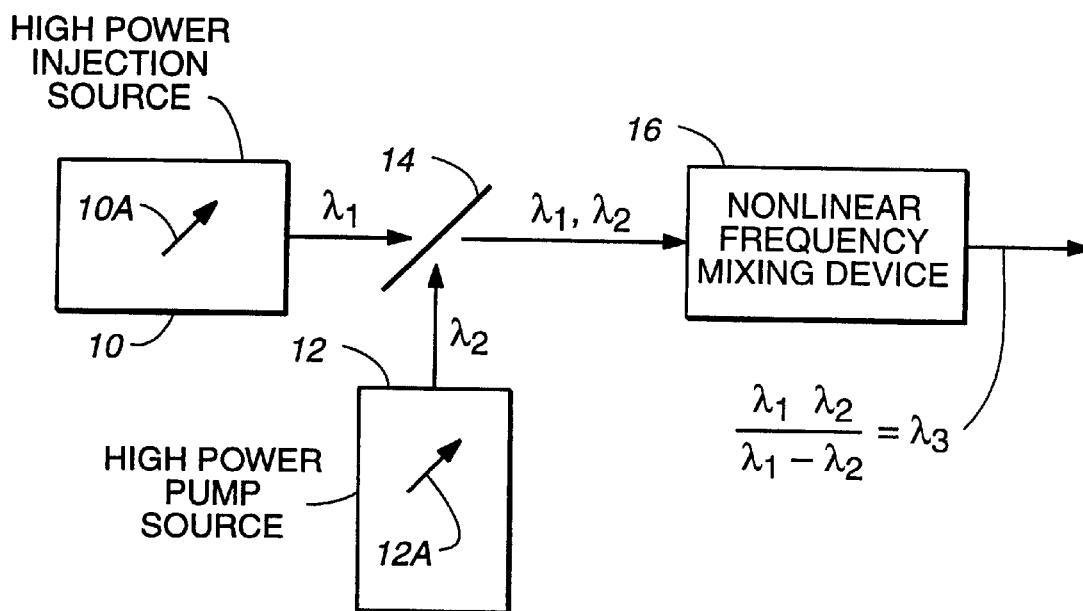 HIGH POWER
INJECTION
SOURCE
10A
10
λ1
14
λ1, λ2
16
NONLINEAR
FREQUENCY
MIXING DEVICE
λ2
12
HIGH POWER
PUMP
SOURCE
12A
λ1 λ2
λ1 – λ2
= λ3